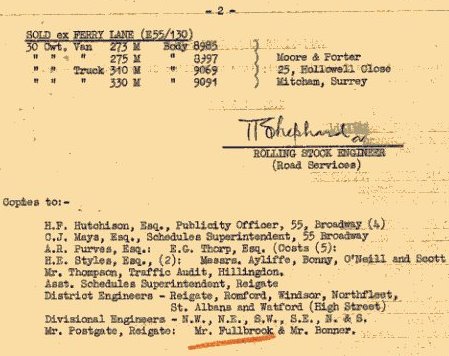 - 2 -
SOLD ex FERRY LANE (E55/130)
30 Cwt. Van 273 M Body 8985 )
" " " 275 M " 8397 ) Moore & Porter
" " Truck 310 M " 9069 ) 25, Hollowell Close
" " " 330 M " 9091 ) Mitcham, Surrey
TT Shephard
ROLLING STOCK ENGINEER
(Road Services)
Copies to:-
H.F. Hutchison, Esq., Publicity Officer, 55, Broadway (4)
C.J. Mays, Esq., Schedules Superintendent, 55 Broadway
A.R. Purves, Esq.: E.G. Thorp, Esq. (Costs (5):
H.E. Styles, Esq., (2): Messrs. Ayliffe, Bonny, O'Neill and Scott
Mr. Thompson, Traffic Audit, Hillingdon.
Asst. Schedules Superintendent, Reigate
District Engineers - Reigate, Romford, Windsor, Northfleet,
St. Albans and Watford (High Street)
Divisional Engineers - N.W., N.E., S.W., S.E. N. & S.
Mr. Postgate, Reigate: Mr. Fullbrook & Mr. Bonner.